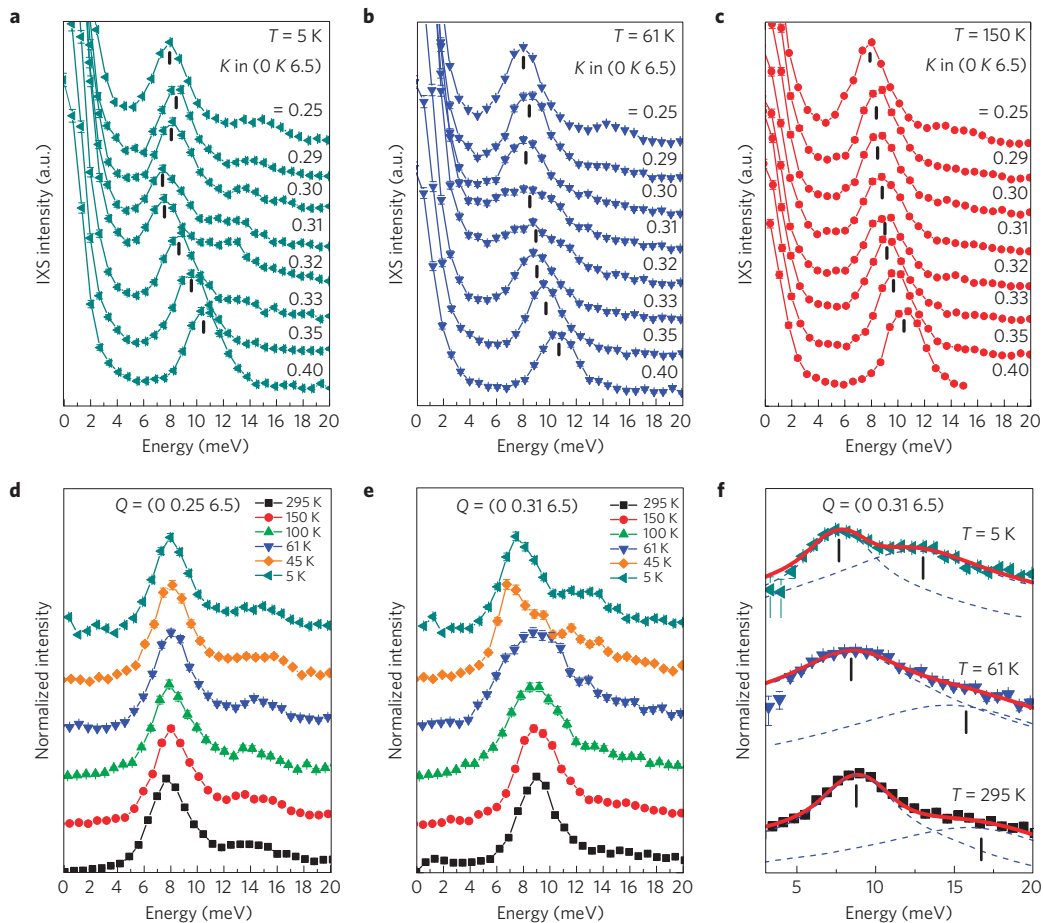 a
T = 5 K
K in (0 K 6.5)
= 0.25
0.29
0.30
0.31
0.32
0.33
0.35
0.40
IXS intensity (a.u.)
0 2 4 6 8 10 12 14 16 18 20
Energy (meV)
b
T = 61 K
K in (0 K 6.5)
= 0.25
0.29
0.30
0.31
0.32
0.33
0.35
0.40
IXS intensity (a.u.)
0 2 4 6 8 10 12 14 16 18 20
Energy (meV)
c
T = 150 K
K in (0 K 6.5)
= 0.25
0.29
0.30
0.31
0.32
0.33
0.35
0.40
IXS intensity (a.u.)
0 2 4 6 8 10 12 14 16 18 20
Energy (meV)
d
Q = (0 0.25 6.5)
295 K
150 K
100 K
61 K
45 K
5 K
Normalized intensity
0 2 4 6 8 10 12 14 16 18 20
Energy (meV)
e
Q = (0 0.31 6.5)
295 K
150 K
100 K
61 K
45 K
5 K
Normalized intensity
0 2 4 6 8 10 12 14 16 18 20
Energy (meV)
f
Q = (0 0.31 6.5)
T = 5 K
T = 61 K
T = 295 K
Normalized intensity
5 10 15 20
Energy (meV)